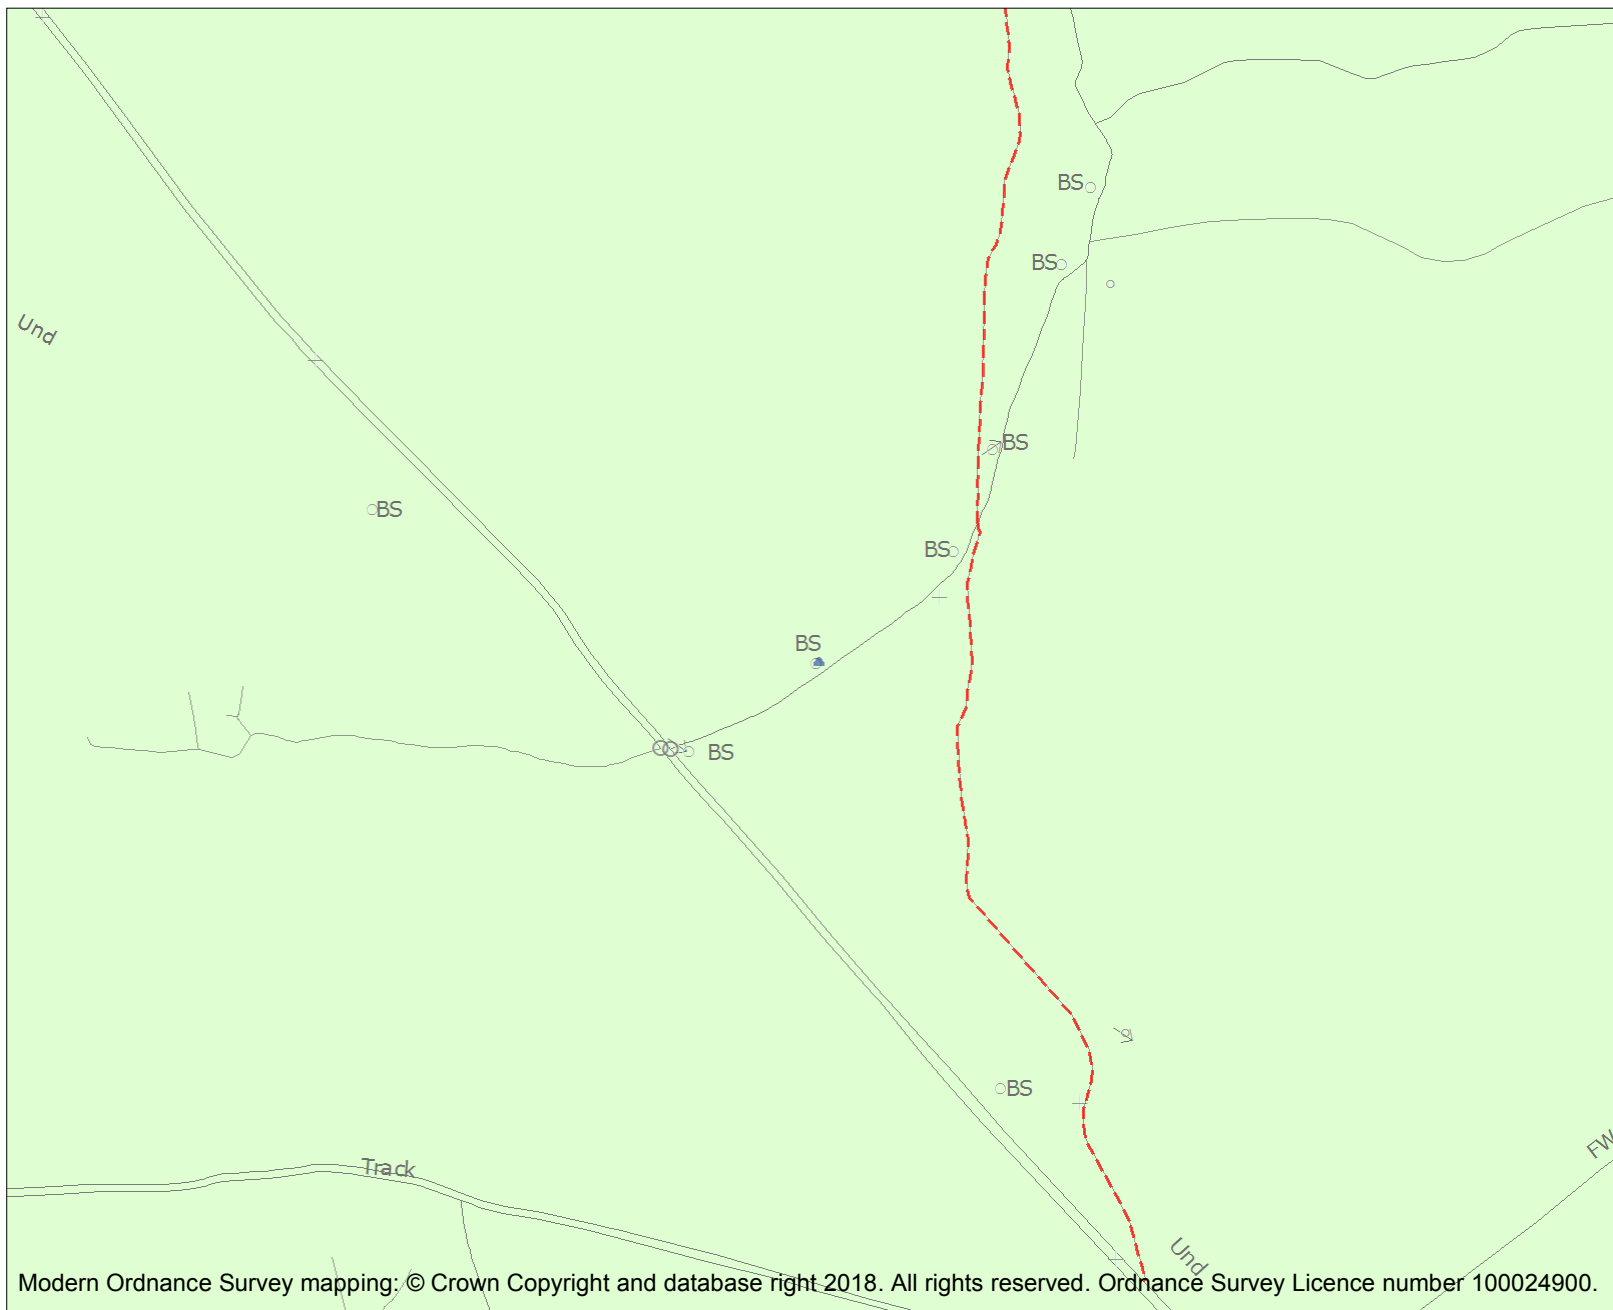 BS
BS
Und
BS
BS
BS
BS
BS
BS
FW
Track
Und
Modern Ordnance Survey mapping: © Crown Copyright and database right 2018. All rights reserved. Ordnance Survey Licence number 100024900.